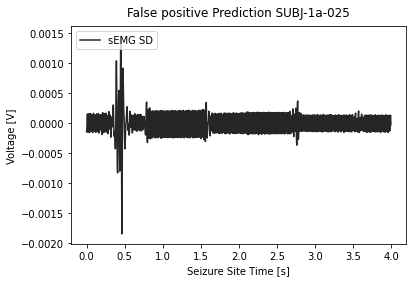 False positive Prediction SUBJ-1a-025
sEMG SD
Voltage [V]
0.0015
0.0010
0.0005
0.0000
−0.0005
−0.0010
−0.0015
−0.0020
0.0 0.5 1.0 1.5 2.0 2.5 3.0 3.5 4.0
Seizure Site Time [s]